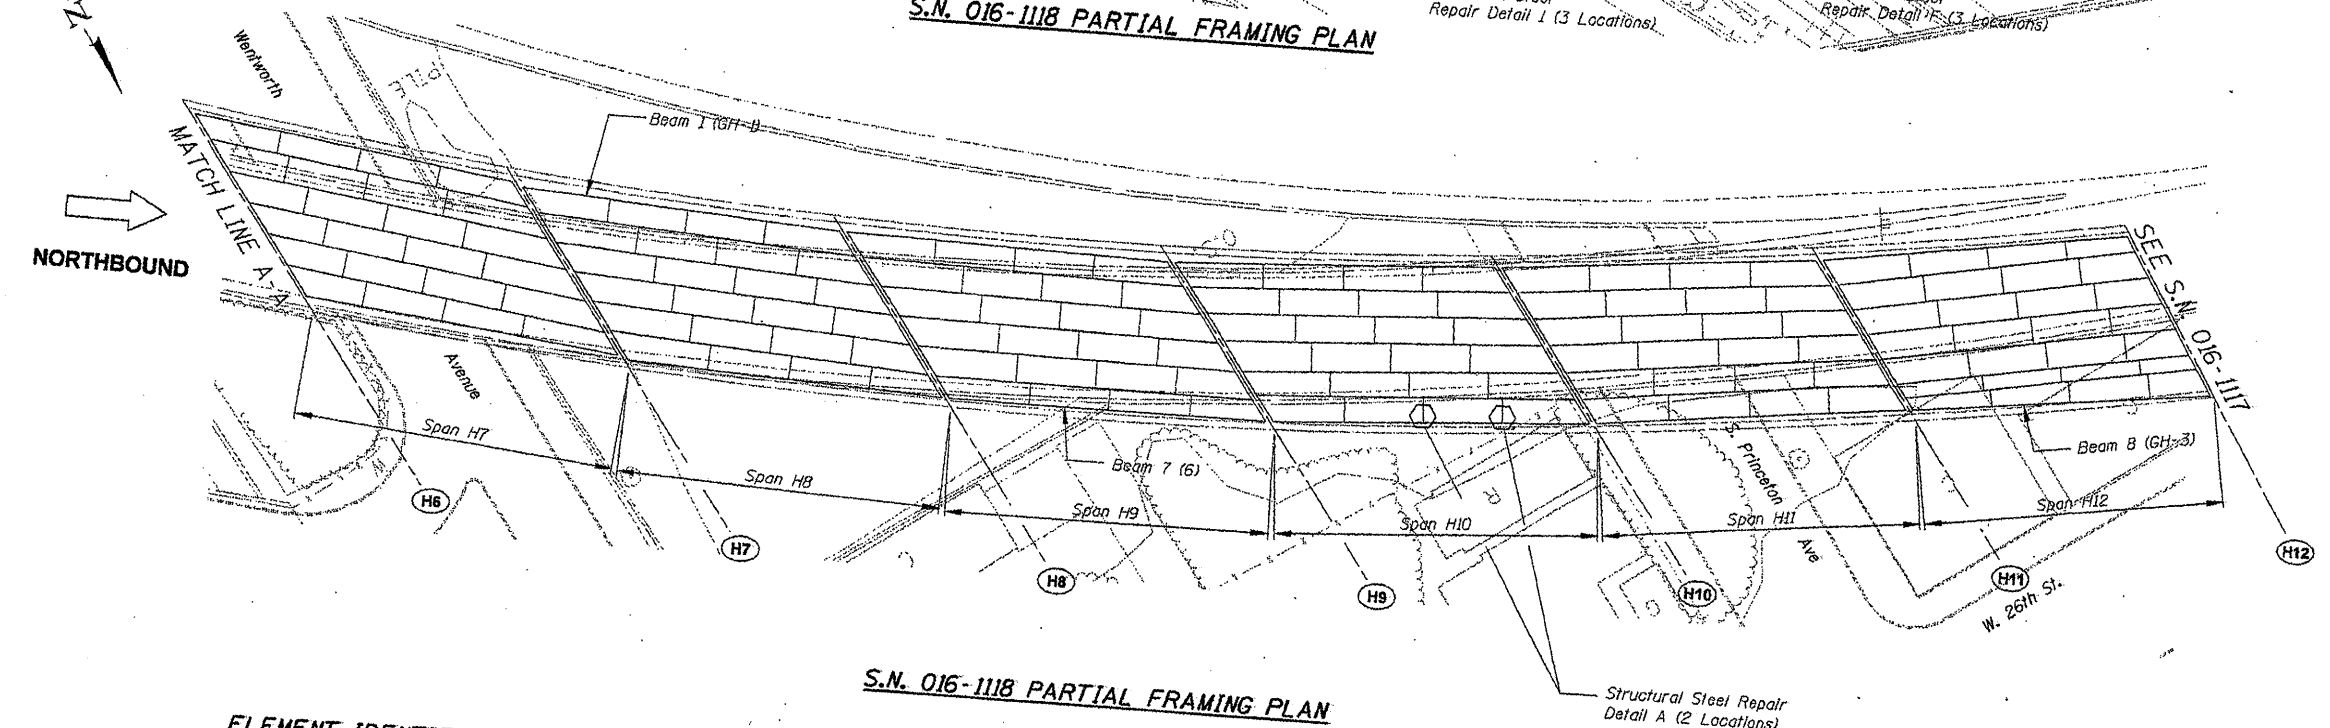 S.N. 016-1118 PARTIAL FRAMING PLAN
Repair Detail 1 (3 Locations)
Repair Detail F (3 Locations)
N
Wentworth
Beam 1 (GH-1)
MATCH LINE A-A
NORTHBOUND
SEE S.N. 016-1117
Avenue
Span H7
Span H8
Span H9
Span H10
Span H11
Span H12
Beam 7 (6)
Beam 8 (GH-3)
S. Princeton
Ave
W. 26th St.
H6
H7
H8
H9
H10
H11
H12
S.N. 016-1118 PARTIAL FRAMING PLAN
Structural Steel Repair
Detail A (2 Locations)